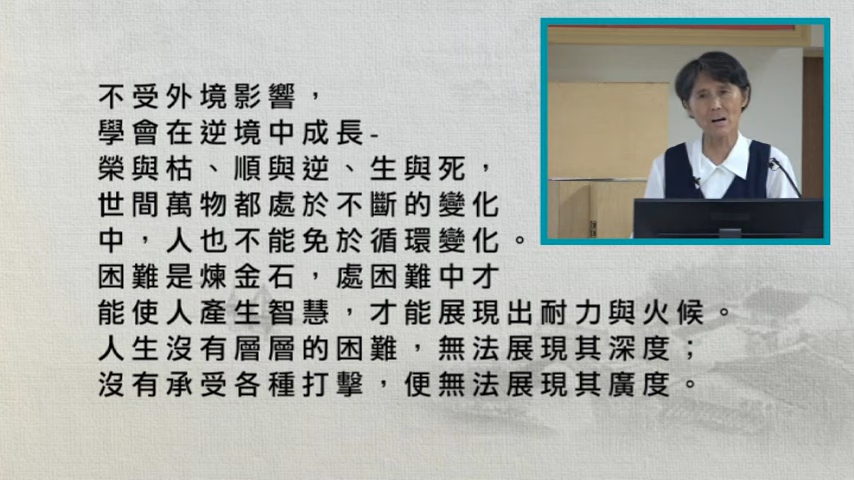 不受外境影響，
學會在逆境中成長-
榮與枯、順與逆、生與死，
世間萬物都處於不斷的變化
中，人也不能免於循環變化。
困難是煉金石，處困難中才
能使人產生智慧，才能展現出耐力與火候。
人生沒有層層的困難，無法展現其深度；
沒有承受各種打擊，便無法展現其廣度。